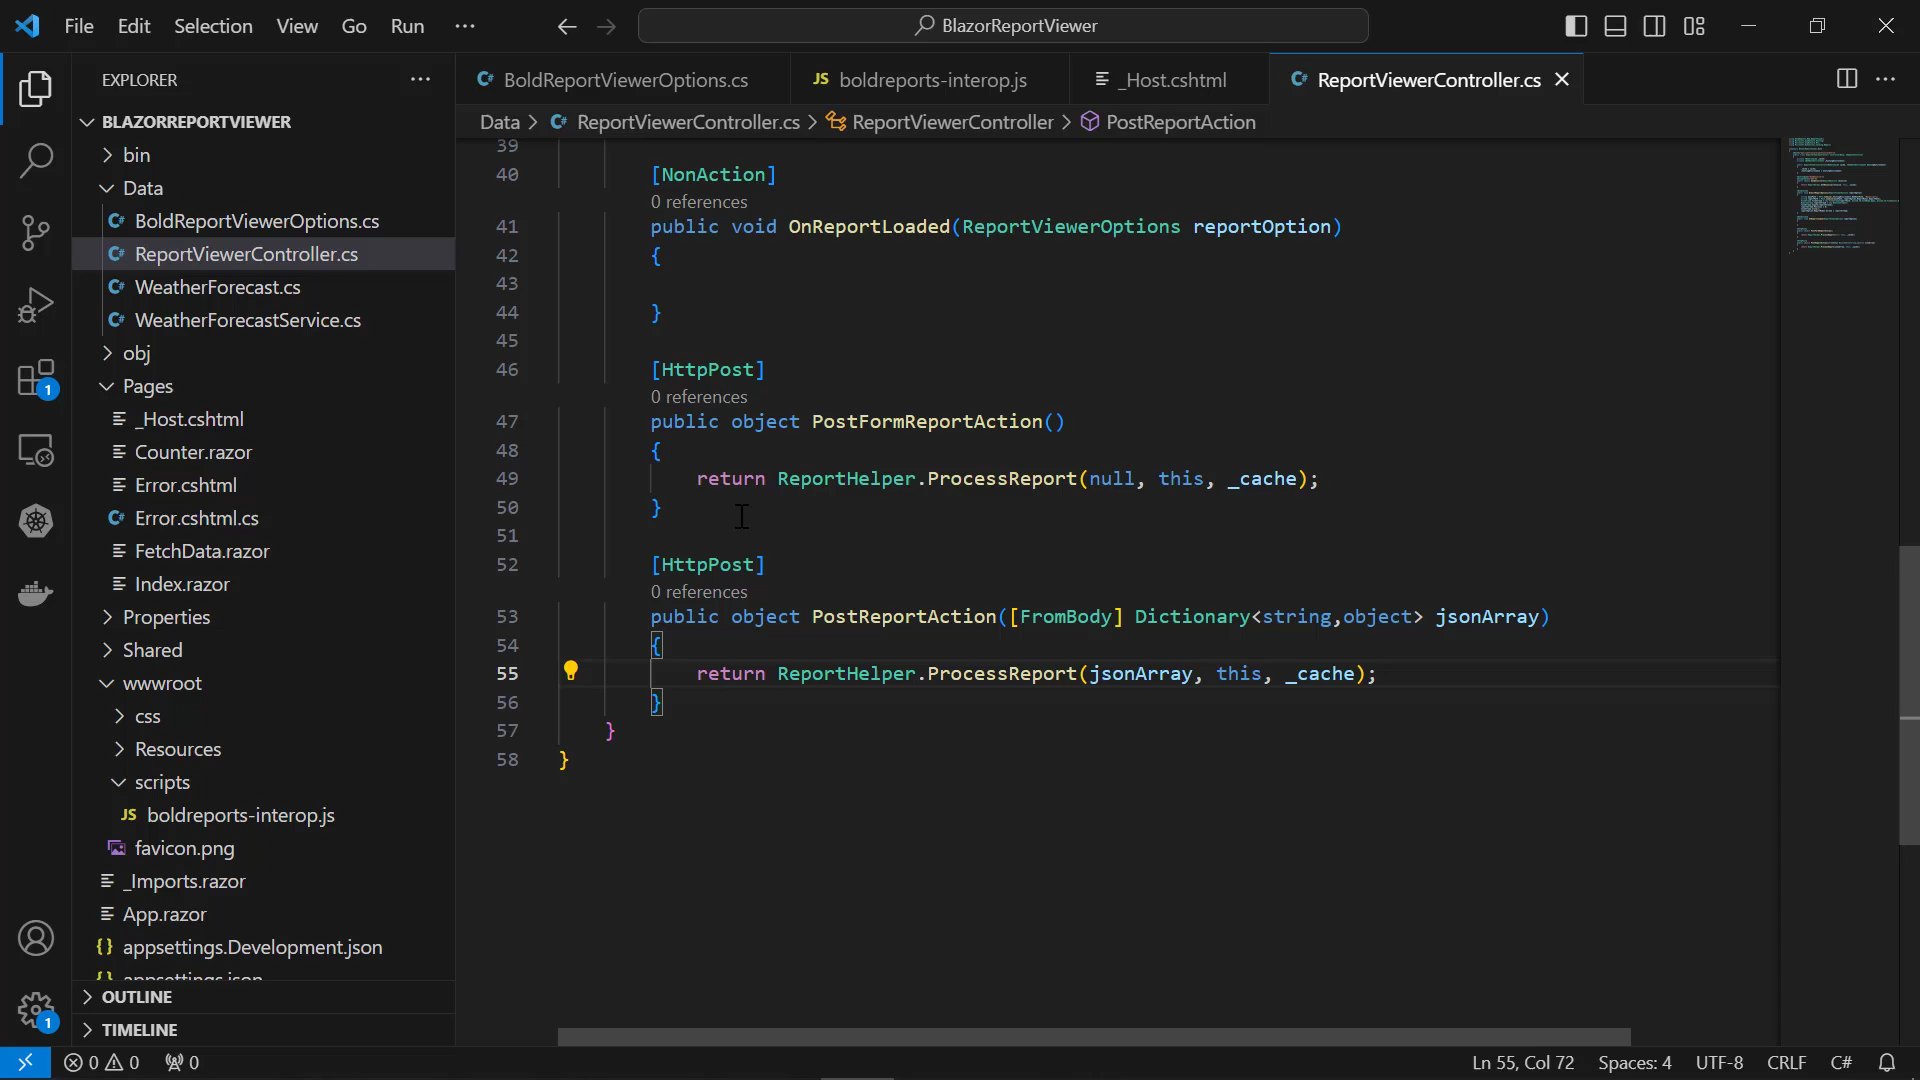 File Edit Selection View Go Run ··· BlazorReportViewer
EXPLORER ···
BLAZORREPORTVIEWER
bin
Data
C# BoldReportViewerOptions.cs
C# ReportViewerController.cs
C# WeatherForecast.cs
C# WeatherForecastService.cs
obj
Pages
_Host.cshtml
Counter.razor
Error.cshtml
C# Error.cshtml.cs
FetchData.razor
Index.razor
Properties
Shared
wwwroot
css
Resources
scripts
JS boldreports-interop.js
favicon.png
_Imports.razor
App.razor
{} appsettings.Development.json
{} appsettings.json
OUTLINE
TIMELINE
1
1
C# BoldReportViewerOptions.cs JS boldreports-interop.js _Host.cshtml C# ReportViewerController.cs
Data > C# ReportViewerController.cs > ReportViewerController > PostReportAction
39
40 [NonAction]
0 references
41 public void OnReportLoaded(ReportViewerOptions reportOption)
42 {
43
44 }
45
46 [HttpPost]
0 references
47 public object PostFormReportAction()
48 {
49 return ReportHelper.ProcessReport(null, this, _cache);
50 }
51
52 [HttpPost]
0 references
53 public object PostReportAction([FromBody] Dictionary<string,object> jsonArray)
54 {
55 return ReportHelper.ProcessReport(jsonArray, this, _cache);
56 }
57 }
58 }
0 0 0 Ln 55, Col 72 Spaces: 4 UTF-8 CRLF C#